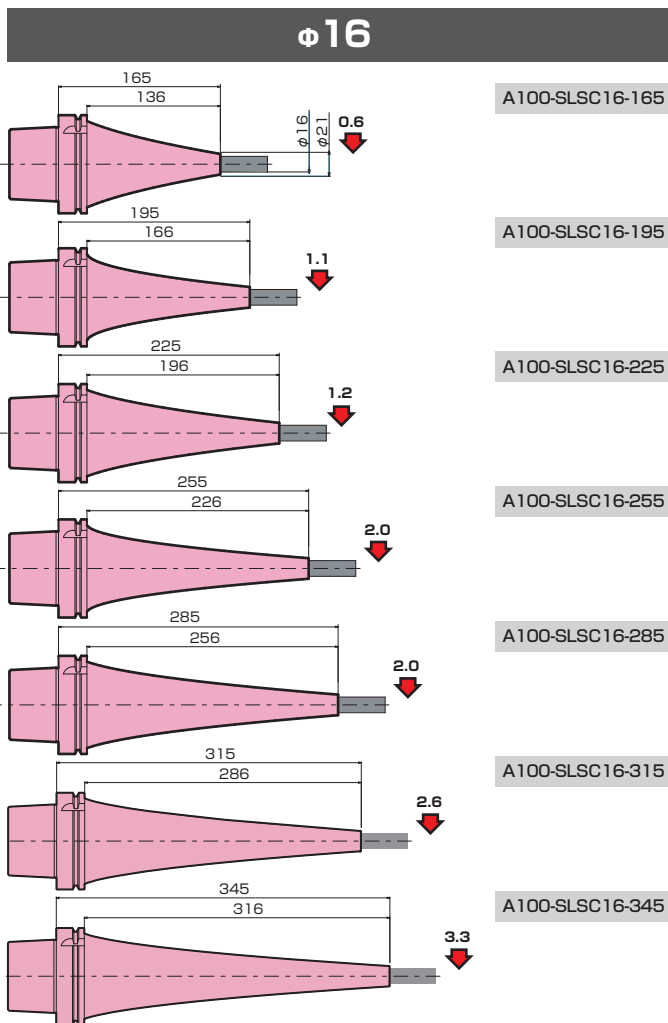 φ16
165
136
φ16
φ21
0.6
A100-SLSC16-165
195
166
1.1
A100-SLSC16-195
225
196
1.2
A100-SLSC16-225
255
226
2.0
A100-SLSC16-255
285
256
2.0
A100-SLSC16-285
315
286
2.6
A100-SLSC16-315
345
316
3.3
A100-SLSC16-345